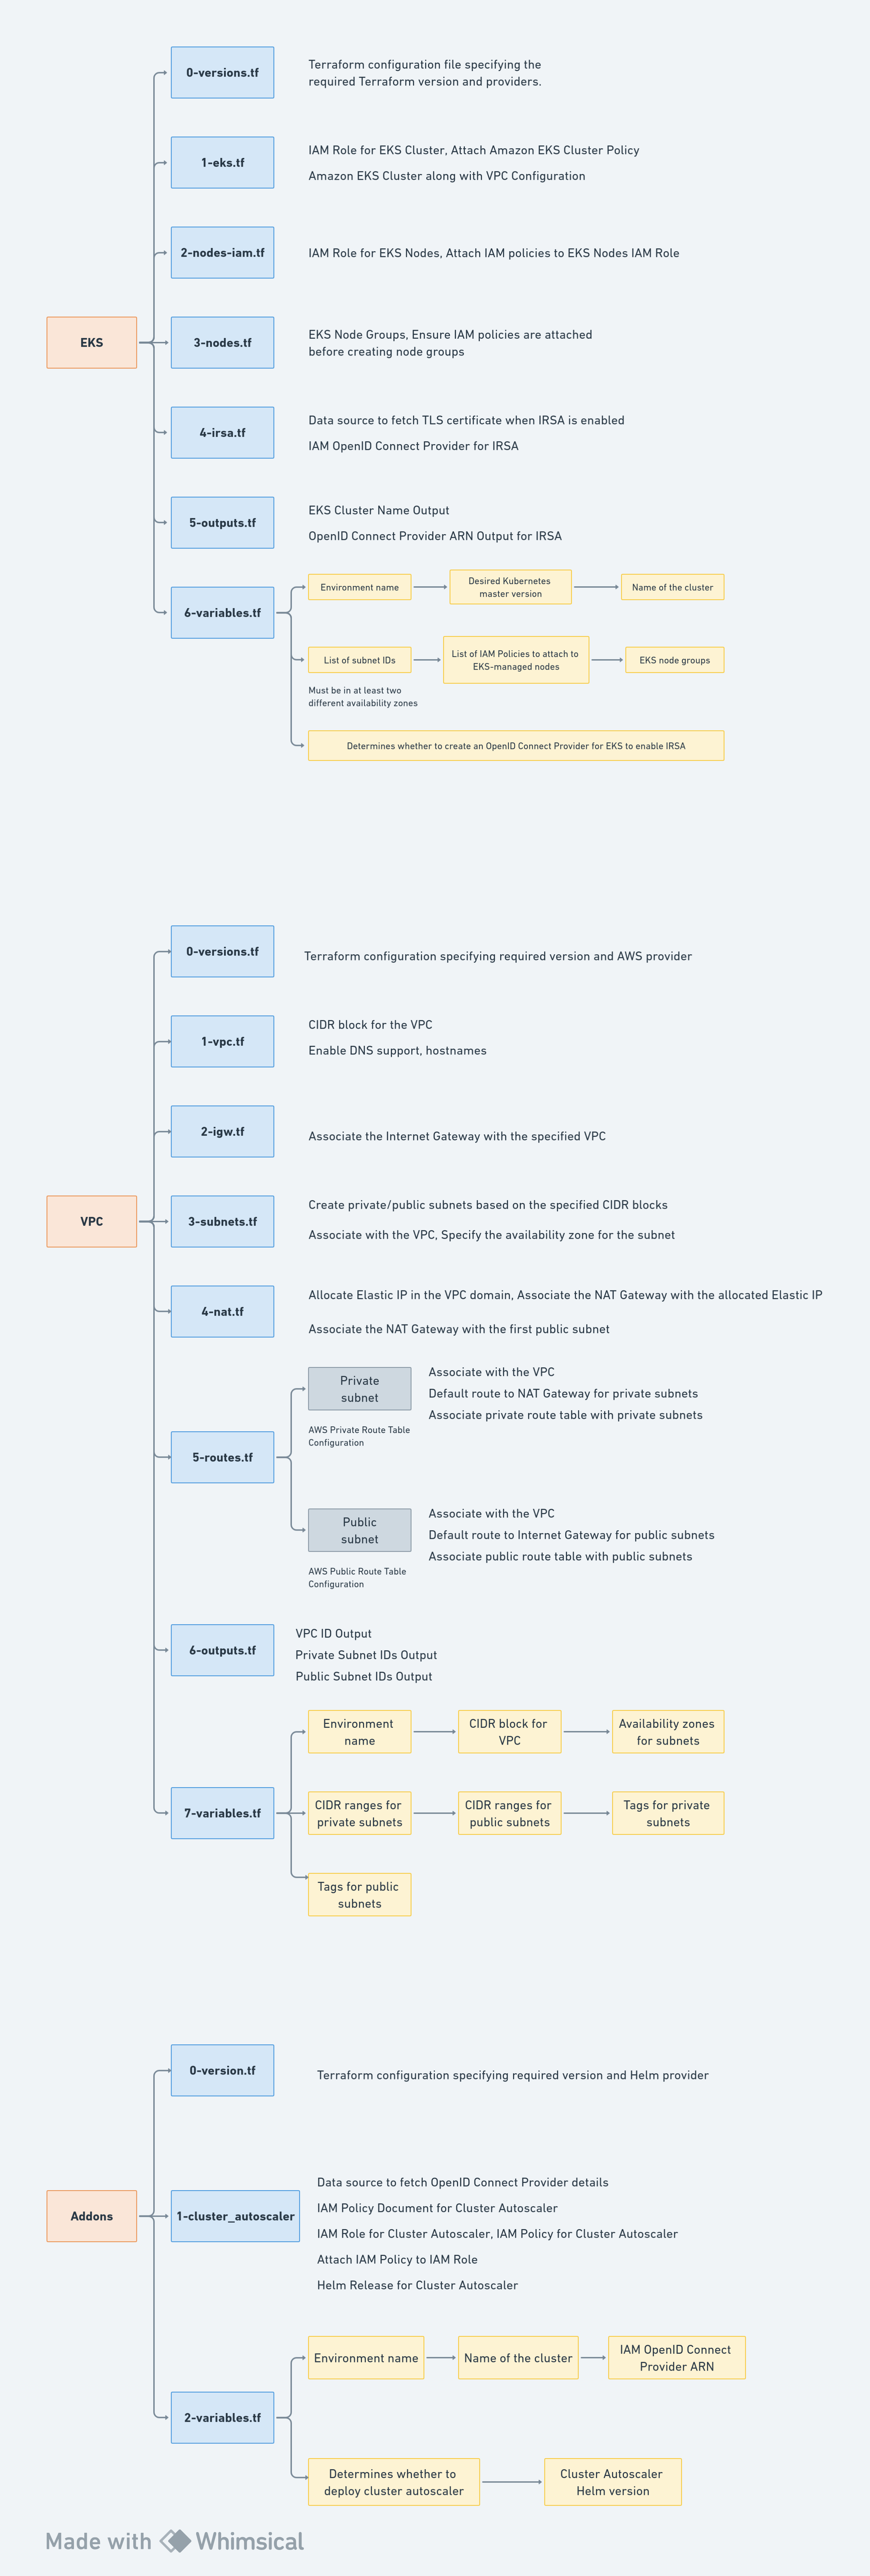 0-versions.tf
Terraform configuration file specifying the
required Terraform version and providers.
1-eks.tf
IAM Role for EKS Cluster, Attach Amazon EKS Cluster Policy
Amazon EKS Cluster along with VPC Configuration
2-nodes-iam.tf
IAM Role for EKS Nodes, Attach IAM policies to EKS Nodes IAM Role
EKS
3-nodes.tf
EKS Node Groups, Ensure IAM policies are attached
before creating node groups
4-irsa.tf
Data source to fetch TLS certificate when IRSA is enabled
IAM OpenID Connect Provider for IRSA
5-outputs.tf
EKS Cluster Name Output
OpenID Connect Provider ARN Output for IRSA
6-variables.tf
Environment name
Desired Kubernetes
master version
Name of the cluster
List of subnet IDs
Must be in at least two
different availability zones
List of IAM Policies to attach to
EKS-managed nodes
EKS node groups
Determines whether to create an OpenID Connect Provider for EKS to enable IRSA
0-versions.tf
Terraform configuration specifying required version and AWS provider
1-vpc.tf
CIDR block for the VPC
Enable DNS support, hostnames
2-igw.tf
Associate the Internet Gateway with the specified VPC
VPC
3-subnets.tf
Create private/public subnets based on the specified CIDR blocks
Associate with the VPC, Specify the availability zone for the subnet
4-nat.tf
Allocate Elastic IP in the VPC domain, Associate the NAT Gateway with the allocated Elastic IP
Associate the NAT Gateway with the first public subnet
5-routes.tf
Private
subnet
AWS Private Route Table
Configuration
Associate with the VPC
Default route to NAT Gateway for private subnets
Associate private route table with private subnets
Public
subnet
AWS Public Route Table
Configuration
Associate with the VPC
Default route to Internet Gateway for public subnets
Associate public route table with public subnets
6-outputs.tf
VPC ID Output
Private Subnet IDs Output
Public Subnet IDs Output
7-variables.tf
Environment
name
CIDR block for
VPC
Availability zones
for subnets
CIDR ranges for
private subnets
CIDR ranges for
public subnets
Tags for private
subnets
Tags for public
subnets
0-version.tf
Terraform configuration specifying required version and Helm provider
Addons
1-cluster_autoscaler
Data source to fetch OpenID Connect Provider details
IAM Policy Document for Cluster Autoscaler
IAM Role for Cluster Autoscaler, IAM Policy for Cluster Autoscaler
Attach IAM Policy to IAM Role
Helm Release for Cluster Autoscaler
2-variables.tf
Environment name
Name of the cluster
IAM OpenID Connect
Provider ARN
Determines whether to
deploy cluster autoscaler
Cluster Autoscaler
Helm version
Made with Whimsical